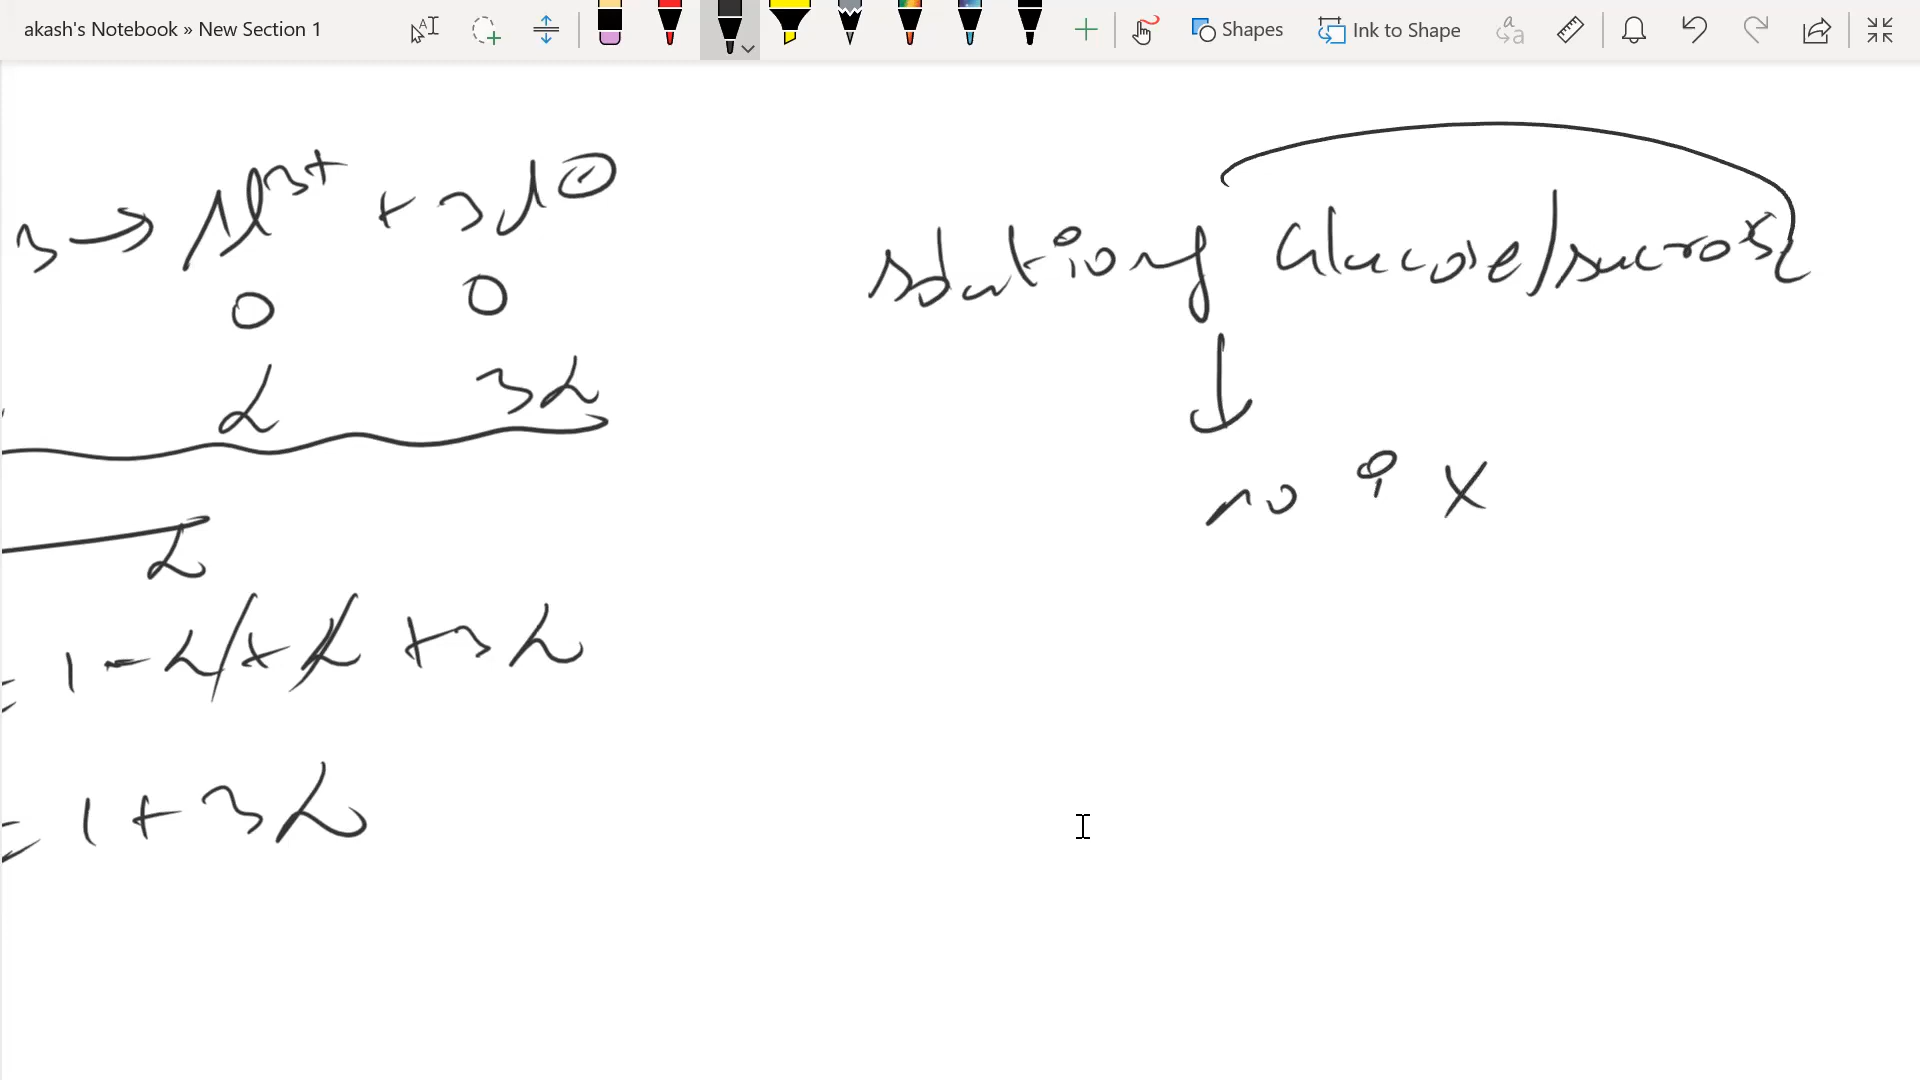 akash's Notebook » New Section 1
Shapes
Ink to Shape
3 → Al³⁺ + 3Cl⊖
0 0
α 3α
α
= 1 - α + α + 3α
= 1 + 3α
solution of Glucose/sucrose
↓
no i X